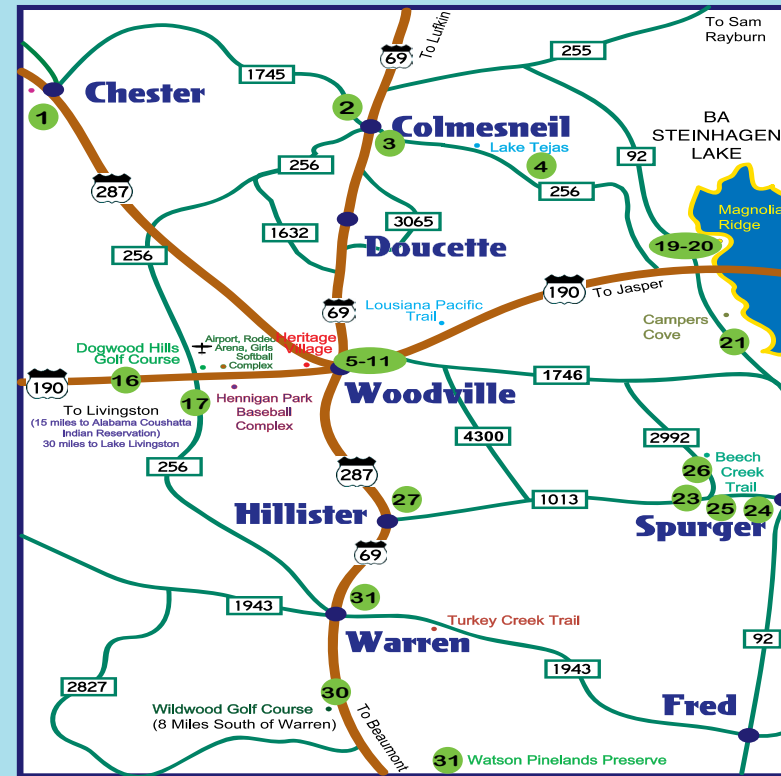 To Sam
Rayburn
To Lufkin
69
255
1745
Chester
1
2
Colmesneil
3
Lake Tejas
4
BA
STEINHAGEN
LAKE
92
256
256
287
1632
3065
Magnolia
Ridge
Doucette
19-20
256
69
190
To Jasper
Lousiana Pacific
Trail
Campers
Cove
21
Airport, Rodeo
Arena, Girls
Softball
Complex
Heritage
Village
Dogwood Hills
Golf Course
5-11
190
16
1746
17
Woodville
Hennigan Park
Baseball
Complex
To Livingston
(15 miles to Alabama Coushatta
Indian Reservation)
30 miles to Lake Livingston
4300
2992
256
287
Beech
Creek
Trail
26
27
1013
23
25
24
Hillister
Spurger
69
31
1943
Turkey Creek Trail
Warren
92
1943
2827
30
Fred
Wildwood Golf Course
(8 Miles South of Warren)
To Beaumont
31
Watson Pinelands Preserve